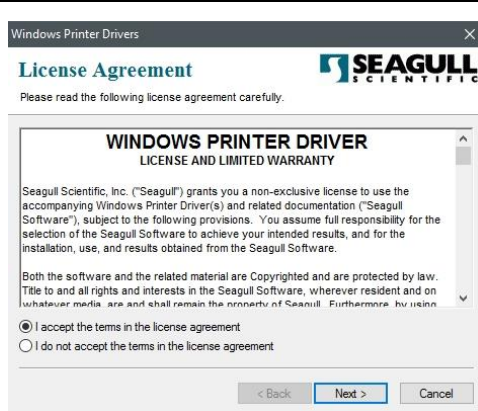 Windows Printer Drivers
License Agreement
SEAGULL
SCIENTIFIC
Please read the following license agreement carefully.
WINDOWS PRINTER DRIVER
LICENSE AND LIMITED WARRANTY
Seagull Scientific, Inc. ("Seagull") grants you a non-exclusive license to use the
accompanying Windows Printer Driver(s) and related documentation ("Seagull
Software"), subject to the following provisions. You assume full responsibility for the
selection of the Seagull Software to achieve your intended results, and for the
installation, use, and results obtained from the Seagull Software.
Both the software and the related material are Copyrighted and are protected by law.
Title to and all rights and interests in the Seagull Software, wherever resident and on
whatever media, are and shall remain the property of Seagull. Furthermore, by using
I accept the terms in the license agreement
I do not accept the terms in the license agreement
< Back
Next >
Cancel